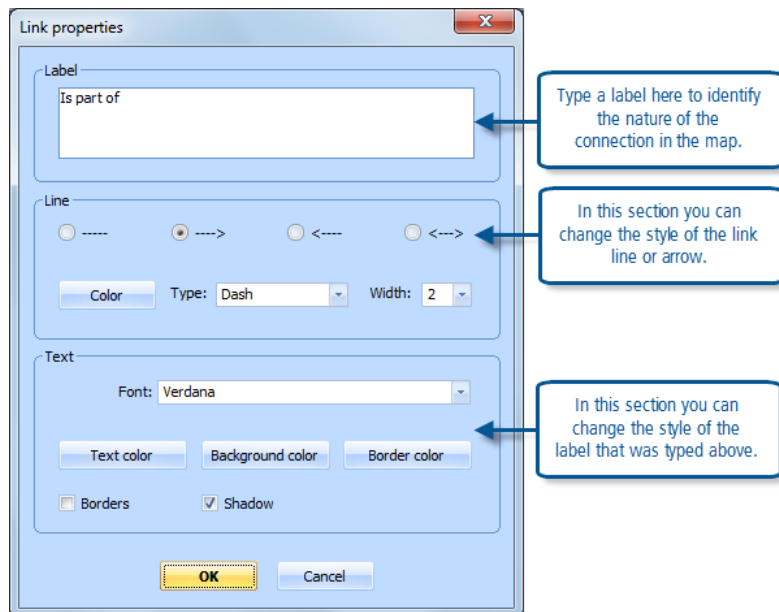 Link properties
Label
Is part of
Type a label here to identify
the nature of the
connection in the map.
Line
----- ----> <---- <--->
Color Type: Dash Width: 2
In this section you can
change the style of the link
line or arrow.
Text
Font: Verdana
Text color Background color Border color
Borders Shadow
In this section you can
change the style of the
label that was typed above.
OK Cancel